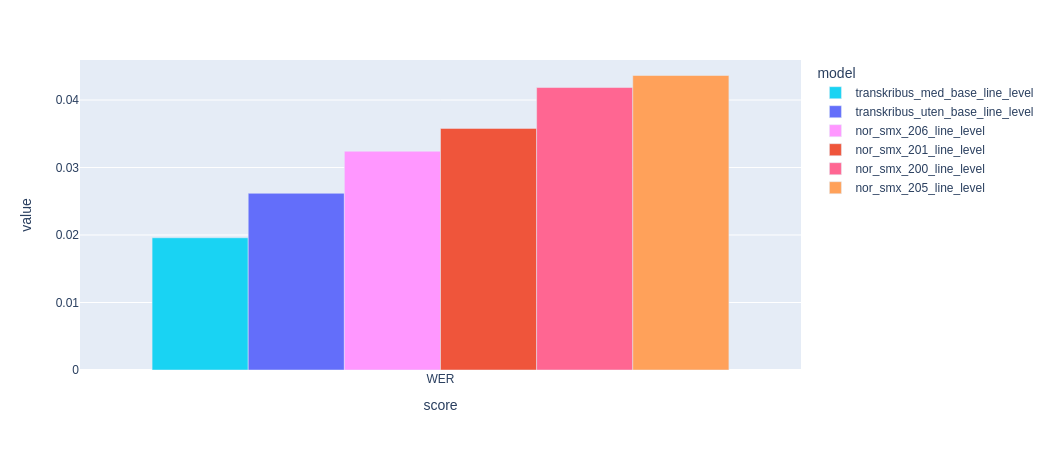 model
transkribus_med_base_line_level
transkribus_uten_base_line_level
nor_smx_206_line_level
nor_smx_201_line_level
nor_smx_200_line_level
nor_smx_205_line_level
value
0.04
0.03
0.02
0.01
0
WER
score